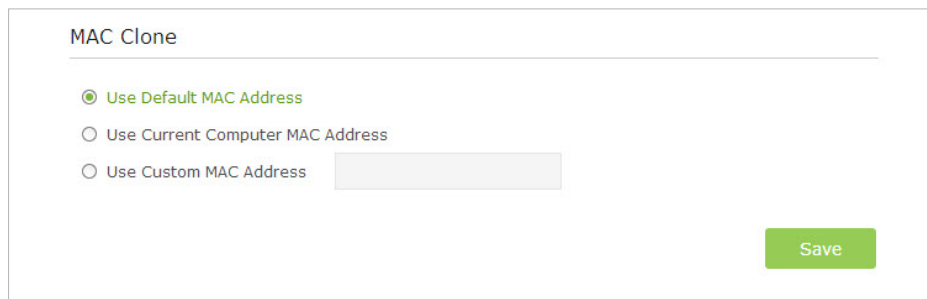 MAC Clone
Use Default MAC Address
Use Current Computer MAC Address
Use Custom MAC Address
Save